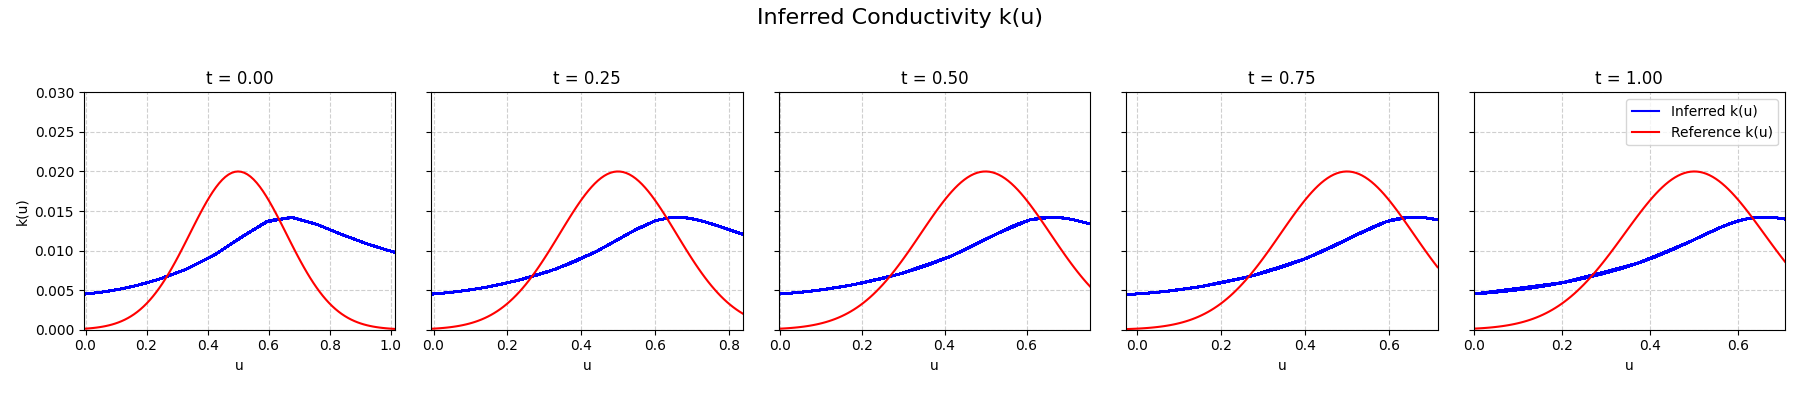 Inferred Conductivity k(u)
t = 0.00
t = 0.25
t = 0.50
t = 0.75
t = 1.00
k(u)
0.030
0.025
0.020
0.015
0.010
0.005
0.000
Inferred k(u)
Reference k(u)
0.0 0.2 0.4 0.6 0.8 1.0
0.0 0.2 0.4 0.6 0.8
0.0 0.2 0.4 0.6
0.0 0.2 0.4 0.6
0.0 0.2 0.4 0.6
u
u
u
u
u